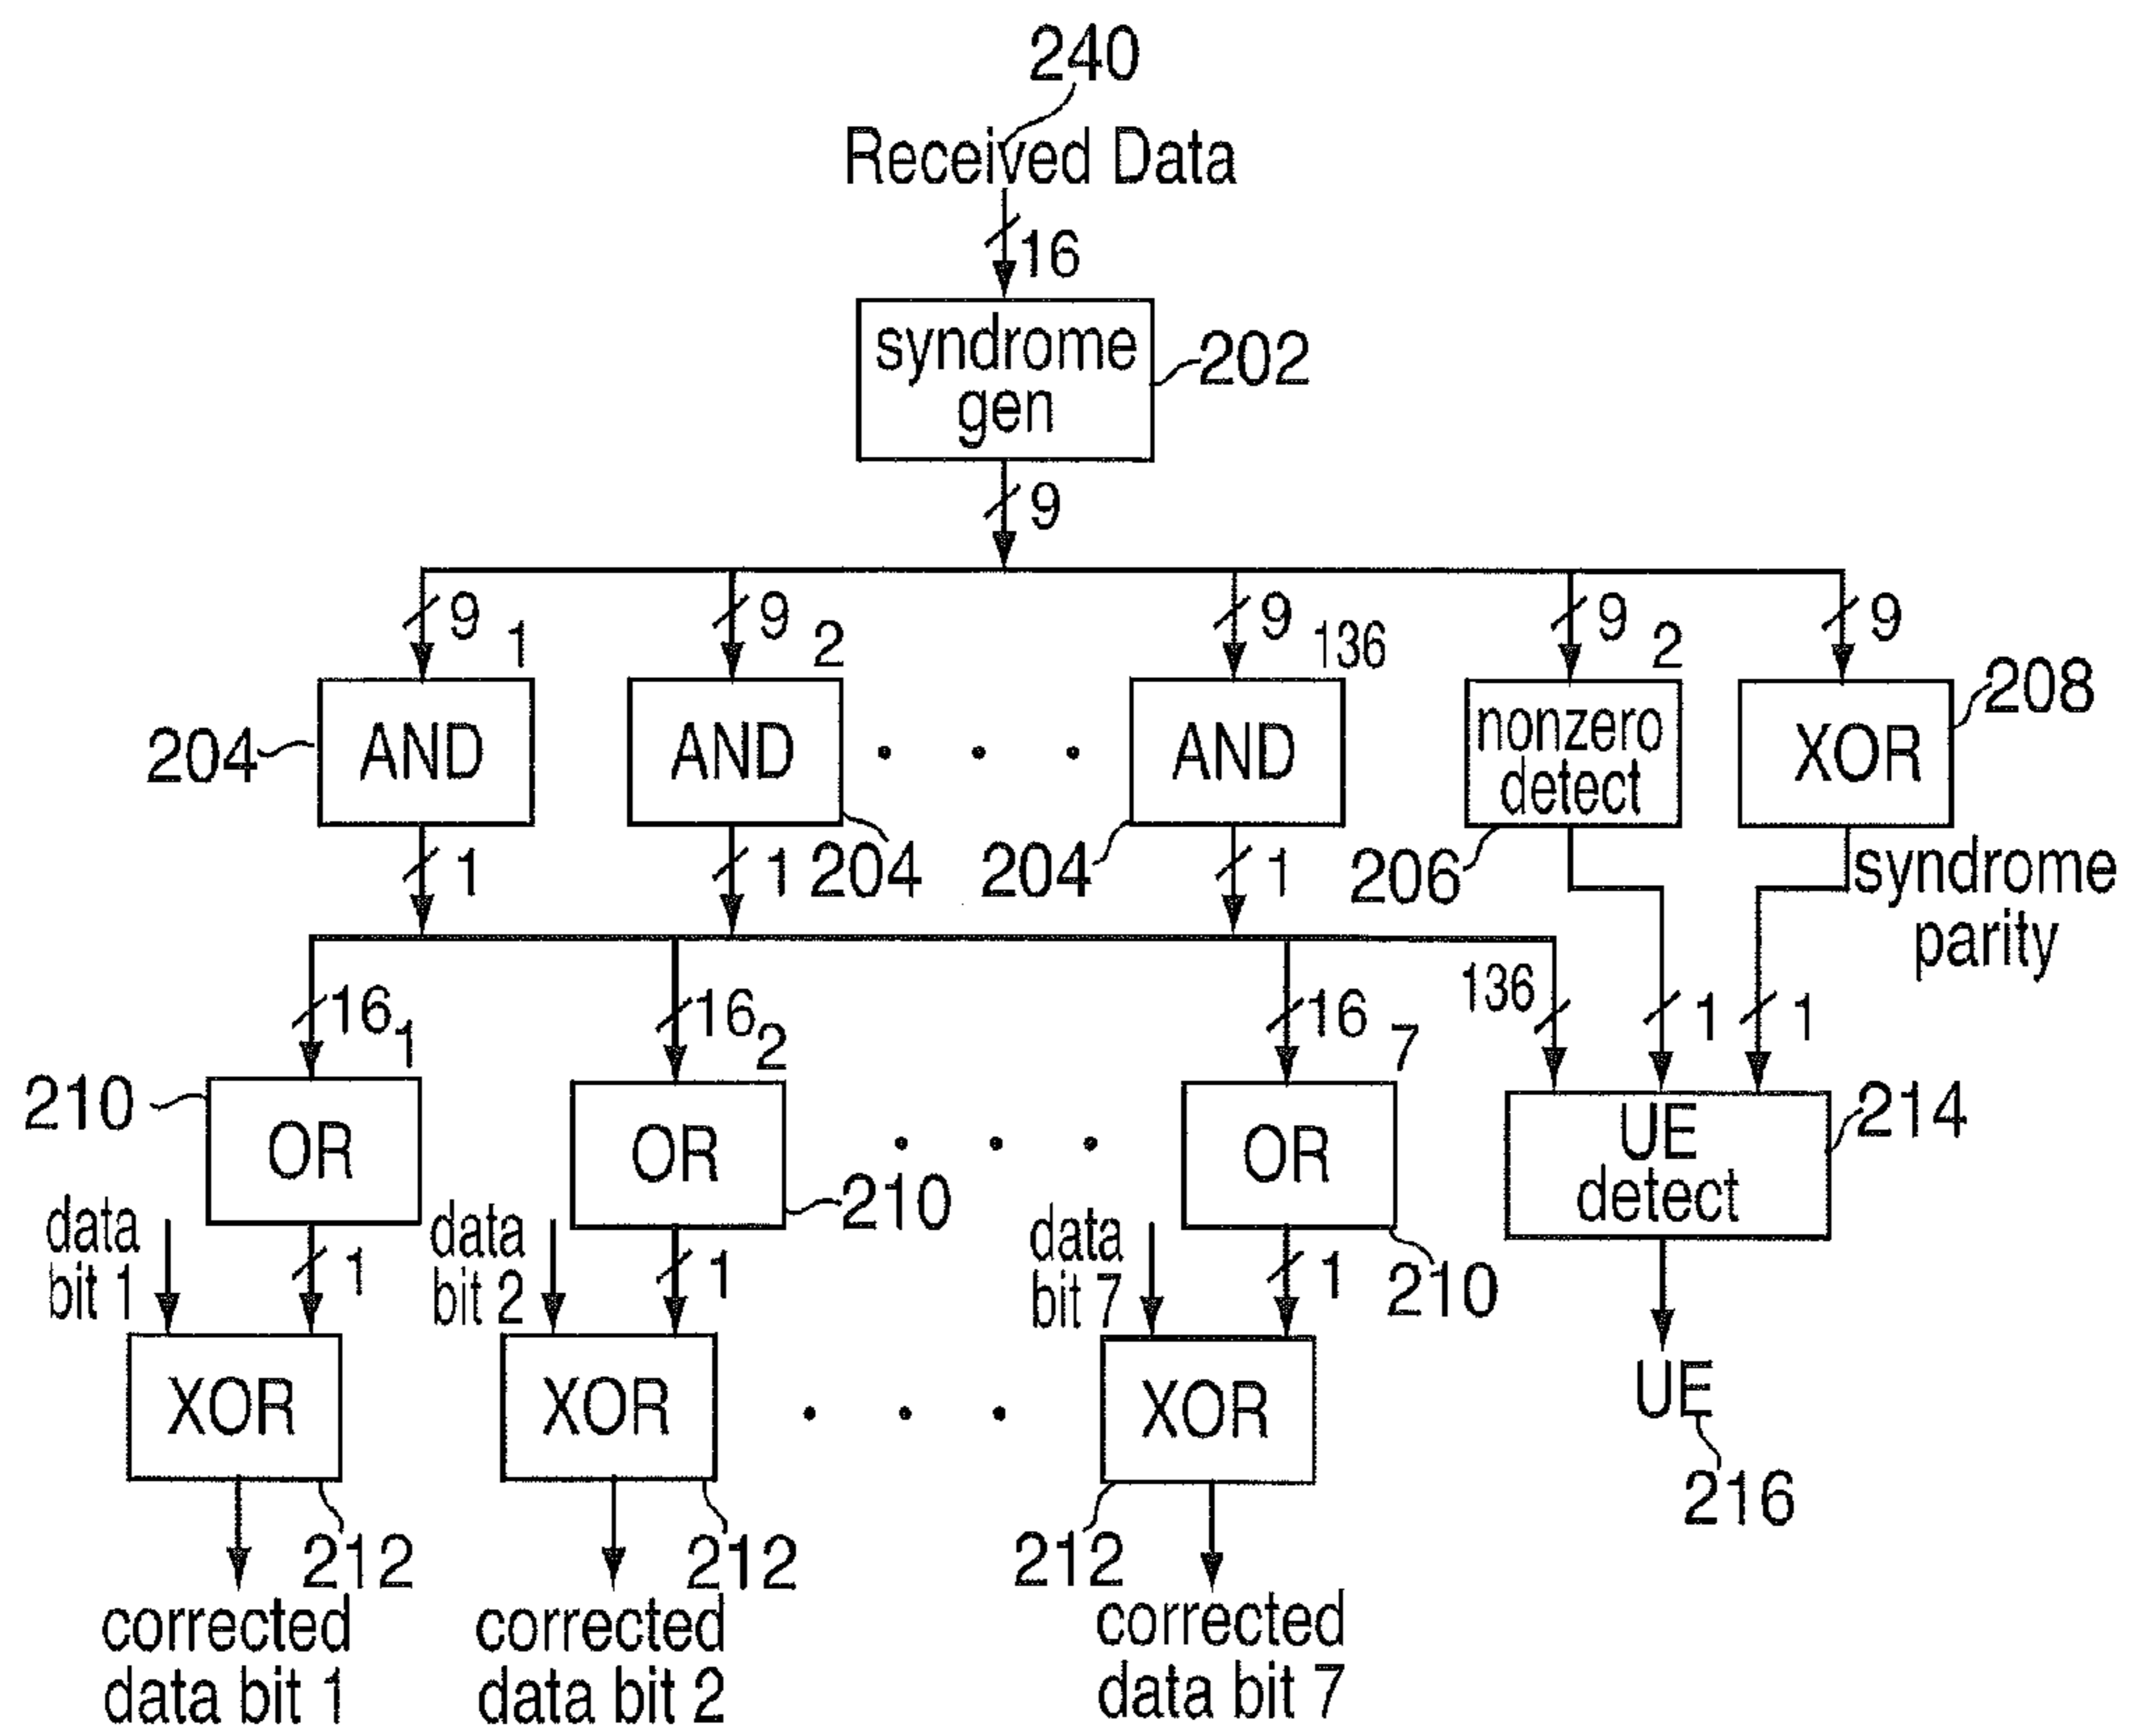 240
Received Data
16
syndrome
gen
202
9
9
1
9
2
9
136
9
2
9
204
AND
AND
AND
nonzero
detect
XOR
208
1
1
204
204
1
206
syndrome
parity
16
1
16
2
16
7
136
1
1
210
OR
OR
210
OR
210
UE
detect
214
data
bit 1
1
data
bit 2
1
data
bit 7
1
XOR
XOR
XOR
UE
216
212
212
212
corrected
data bit 1
corrected
data bit 2
corrected
data bit 7